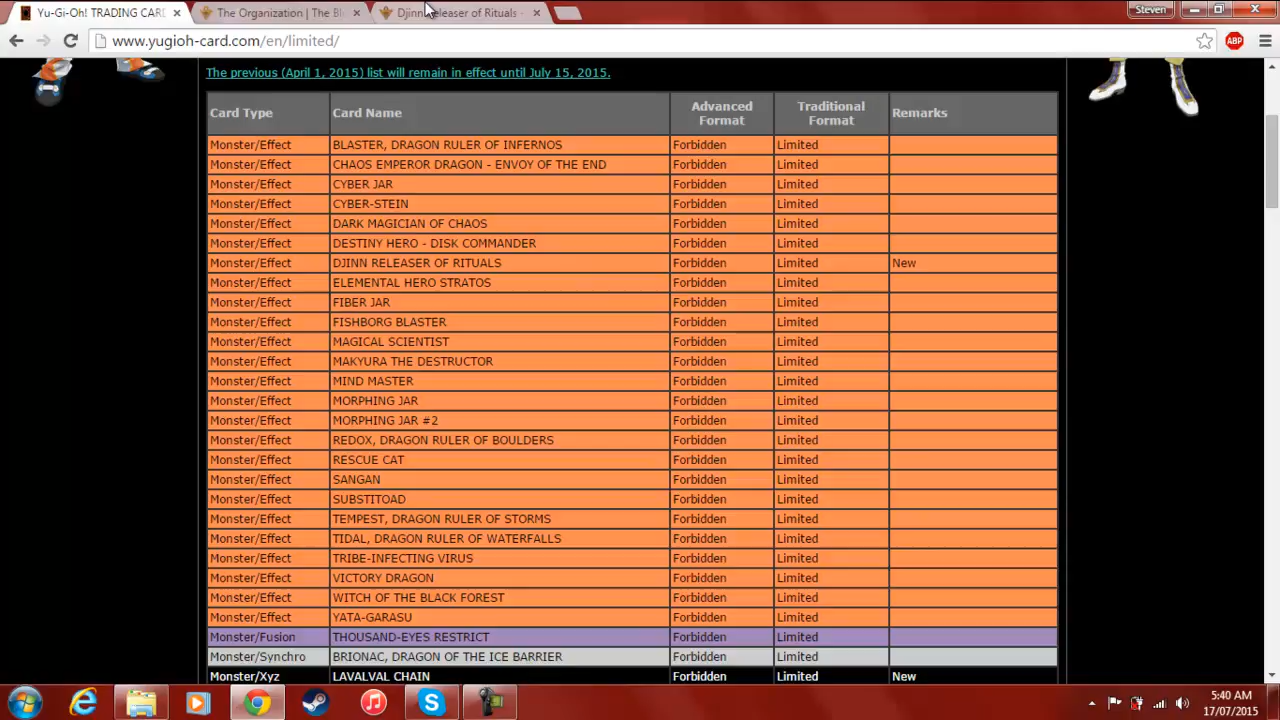 Yu-Gi-Oh! TRADING CARD
The Organization | The Bl
Djinn Releaser of Rituals -
Steven
www.yugioh-card.com/en/limited/
ABP
The previous (April 1, 2015) list will remain in effect until July 15, 2015.
Card Type Card Name Advanced Format Traditional Format Remarks
Monster/Effect BLASTER, DRAGON RULER OF INFERNOS Forbidden Limited
Monster/Effect CHAOS EMPEROR DRAGON - ENVOY OF THE END Forbidden Limited
Monster/Effect CYBER JAR Forbidden Limited
Monster/Effect CYBER-STEIN Forbidden Limited
Monster/Effect DARK MAGICIAN OF CHAOS Forbidden Limited
Monster/Effect DESTINY HERO - DISK COMMANDER Forbidden Limited
Monster/Effect DJINN RELEASER OF RITUALS Forbidden Limited New
Monster/Effect ELEMENTAL HERO STRATOS Forbidden Limited
Monster/Effect FIBER JAR Forbidden Limited
Monster/Effect FISHBORG BLASTER Forbidden Limited
Monster/Effect MAGICAL SCIENTIST Forbidden Limited
Monster/Effect MAKYURA THE DESTRUCTOR Forbidden Limited
Monster/Effect MIND MASTER Forbidden Limited
Monster/Effect MORPHING JAR Forbidden Limited
Monster/Effect MORPHING JAR #2 Forbidden Limited
Monster/Effect REDOX, DRAGON RULER OF BOULDERS Forbidden Limited
Monster/Effect RESCUE CAT Forbidden Limited
Monster/Effect SANGAN Forbidden Limited
Monster/Effect SUBSTITOAD Forbidden Limited
Monster/Effect TEMPEST, DRAGON RULER OF STORMS Forbidden Limited
Monster/Effect TIDAL, DRAGON RULER OF WATERFALLS Forbidden Limited
Monster/Effect TRIBE-INFECTING VIRUS Forbidden Limited
Monster/Effect VICTORY DRAGON Forbidden Limited
Monster/Effect WITCH OF THE BLACK FOREST Forbidden Limited
Monster/Effect YATA-GARASU Forbidden Limited
Monster/Fusion THOUSAND-EYES RESTRICT Forbidden Limited
Monster/Synchro BRIONAC, DRAGON OF THE ICE BARRIER Forbidden Limited
Monster/Xyz LAVALVAL CHAIN Forbidden Limited New
5:40 AM
17/07/2015